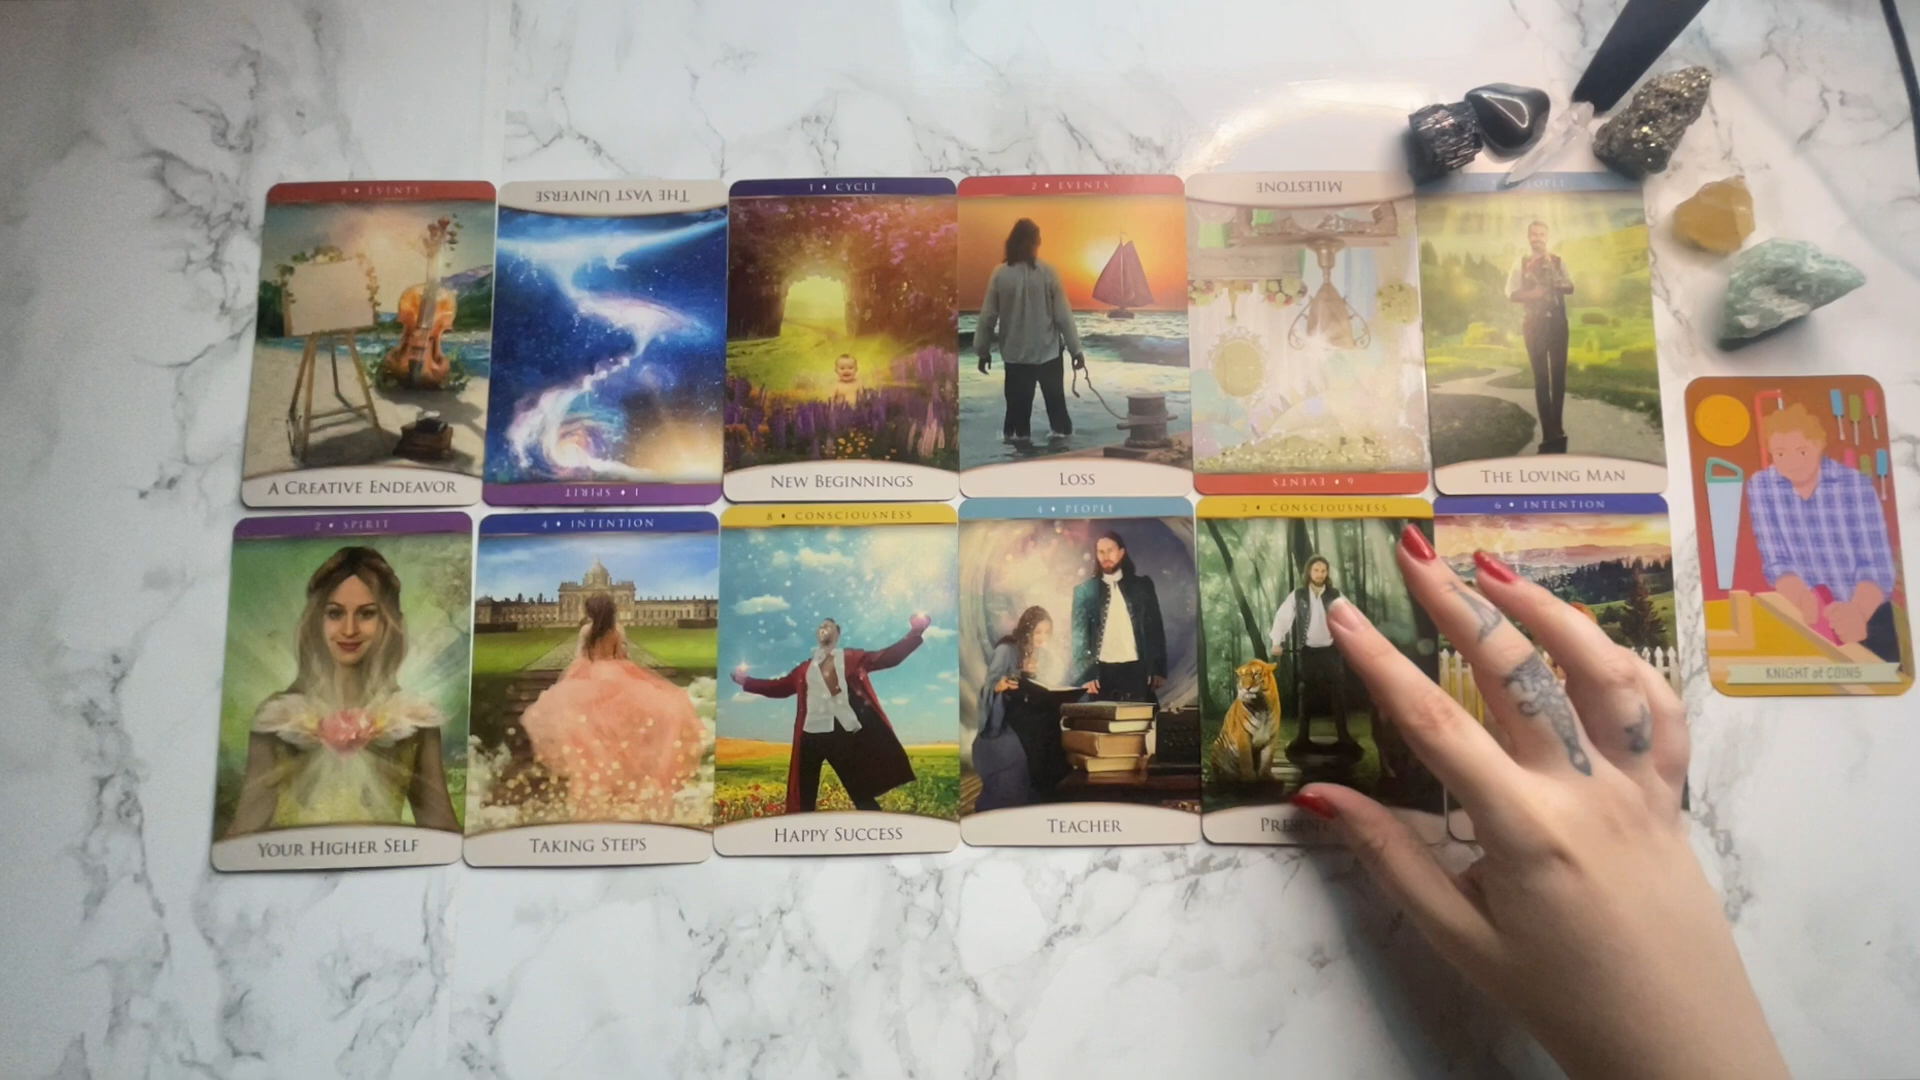 9 ♦ EVENTS
THE VAST UNIVERSE
1 ♦ CYCLE
2 ♦ EVENTS
MILESTONE
PEOPLE
A CREATIVE ENDEAVOR
1 ♦ SPIRIT
NEW BEGINNINGS
LOSS
6 ♦ EVENTS
THE LOVING MAN
2 ♦ SPIRIT
4 ♦ INTENTION
8 ♦ CONSCIOUSNESS
4 ♦ PEOPLE
2 ♦ CONSCIOUSNESS
6 ♦ INTENTION
YOUR HIGHER SELF
TAKING STEPS
HAPPY SUCCESS
TEACHER
KNIGHT of COINS